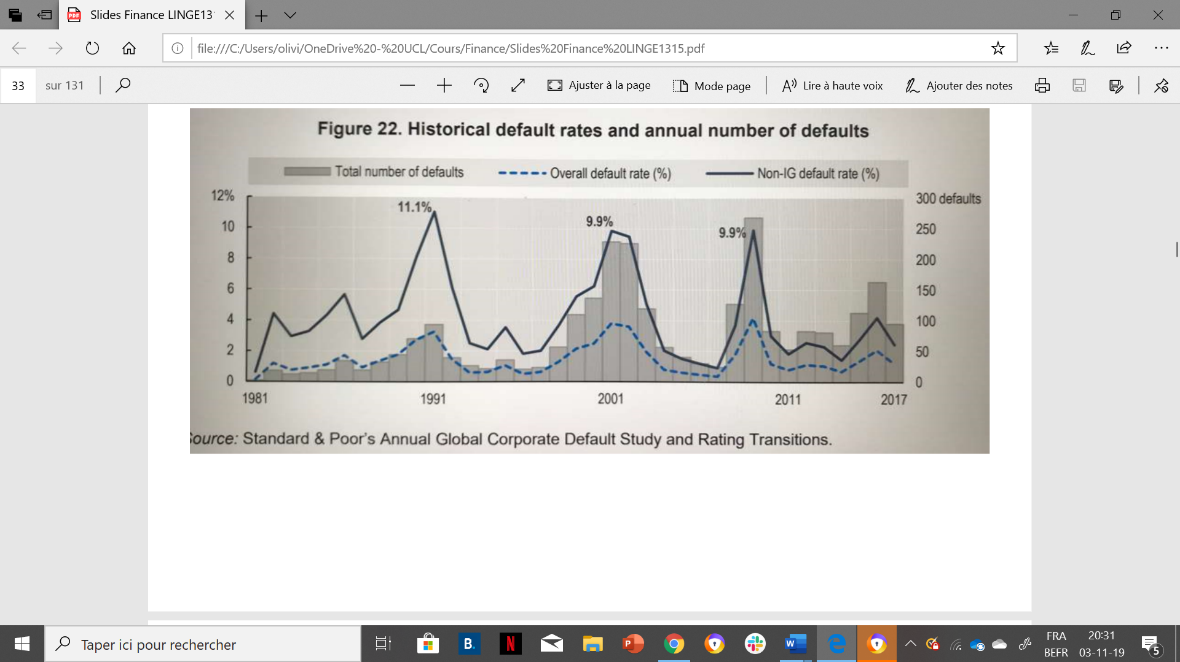 Slides Finance LINGE13
file:///C:/Users/olivi/OneDrive%20-%20UCL/Cours/Finance/Slides%20Finance%20LINGE1315.pdf
33 sur 131 Ajuster à la page Mode page Lire à haute voix Ajouter des notes
Figure 22. Historical default rates and annual number of defaults
Total number of defaults Overall default rate (%) Non-IG default rate (%)
12% 300 defaults
11.1%
9.9%
9.9%
10 250
8 200
6 150
4 100
2 50
0 0
1981 1991 2001 2011 2017
Source: Standard & Poor's Annual Global Corporate Default Study and Rating Transitions.
Taper ici pour rechercher
FRA 20:31
BEFR 03-11-19
5